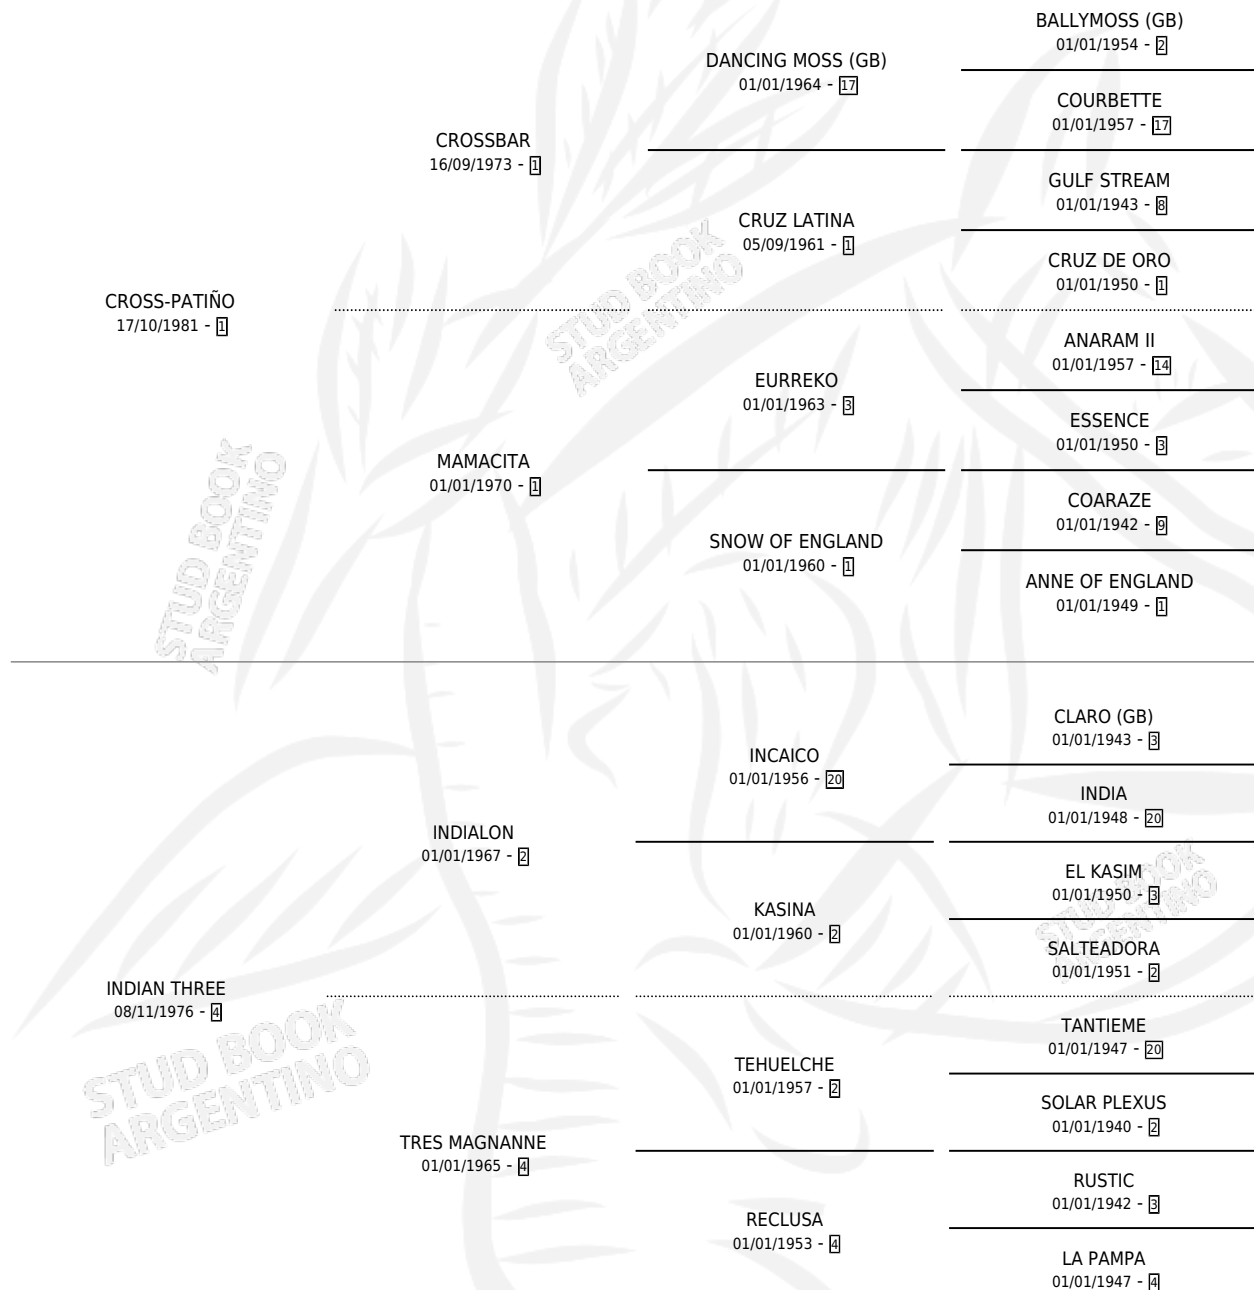 BALLYMOSS (GB)
01/01/1954 - 2
DANCING MOSS (GB)
01/01/1964 - 17
COURBETTE
01/01/1957 - 17
CROSSBAR
16/09/1973 - 1
GULF STREAM
01/01/1943 - 8
CRUZ LATINA
05/09/1961 - 1
CRUZ DE ORO
01/01/1950 - 1
CROSS-PATIÑO
17/10/1981 - 1
ANARAM II
01/01/1957 - 14
EURREKO
01/01/1963 - 3
ESSENCE
01/01/1950 - 3
MAMACITA
01/01/1970 - 1
COARAZE
01/01/1942 - 9
SNOW OF ENGLAND
01/01/1960 - 1
ANNE OF ENGLAND
01/01/1949 - 1
STUD BOOK
ARGENTINO
STUD BOOK
ARGENTINO
CLARO (GB)
01/01/1943 - 3
INCAICO
01/01/1956 - 20
INDIA
01/01/1948 - 20
INDIALON
01/01/1967 - 2
EL KASIM
01/01/1950 - 3
KASINA
01/01/1960 - 2
SALTEADORA
01/01/1951 - 2
STUD BOOK
ARGENTINO
INDIAN THREE
08/11/1976 - 4
TANTIEME
01/01/1947 - 20
TEHUELCHE
01/01/1957 - 2
SOLAR PLEXUS
01/01/1940 - 2
TRES MAGNANNE
01/01/1965 - 4
RUSTIC
01/01/1942 - 3
RECLUSA
01/01/1953 - 4
LA PAMPA
01/01/1947 - 4
STUD BOOK
ARGENTINO